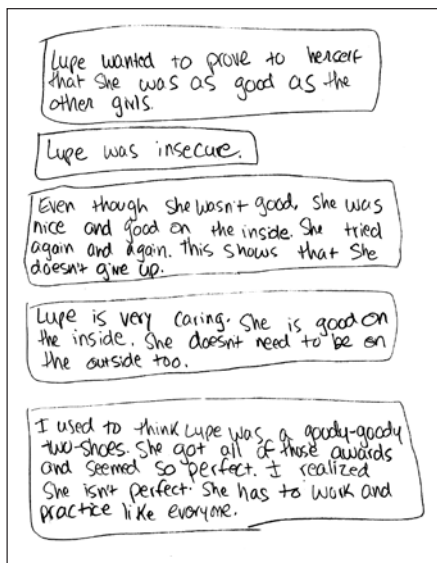 Lupe wanted to prove to herself
that she was as good as the
other girls.
Lupe was insecure.
Even though she wasn't good, she was
nice and good on the inside. She tried
again and again. This shows that she
doesn't give up.
Lupe is very caring. She is good on
the inside. She doesn't need to be on
the outside too.
I used to think Lupe was a goody-goody
two-shoes. She got all of those awards
and seemed so perfect. I realized
she isn't perfect. She has to work and
practice like everyone.